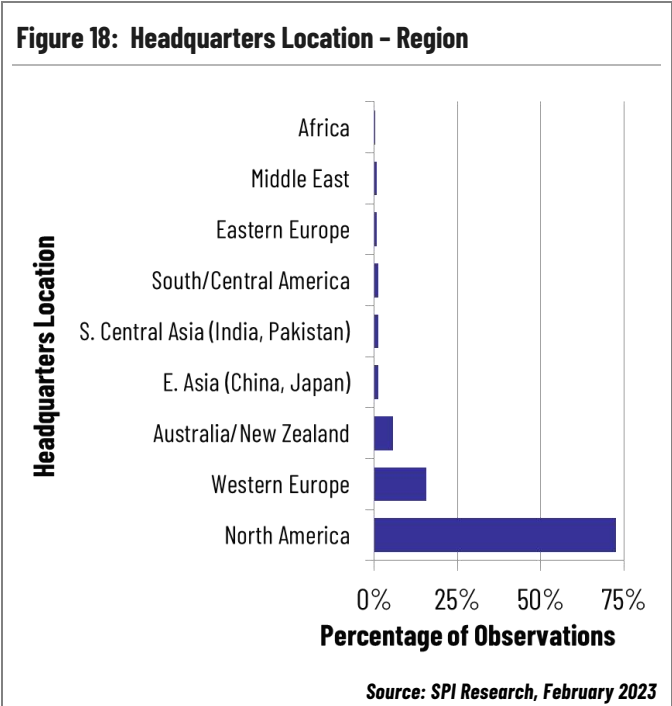 Figure 18: Headquarters Location – Region
Headquarters Location
Africa
Middle East
Eastern Europe
South/Central America
S. Central Asia (India, Pakistan)
E. Asia (China, Japan)
Australia/New Zealand
Western Europe
North America
0% 25% 50% 75%
Percentage of Observations
Source: SPI Research, February 2023